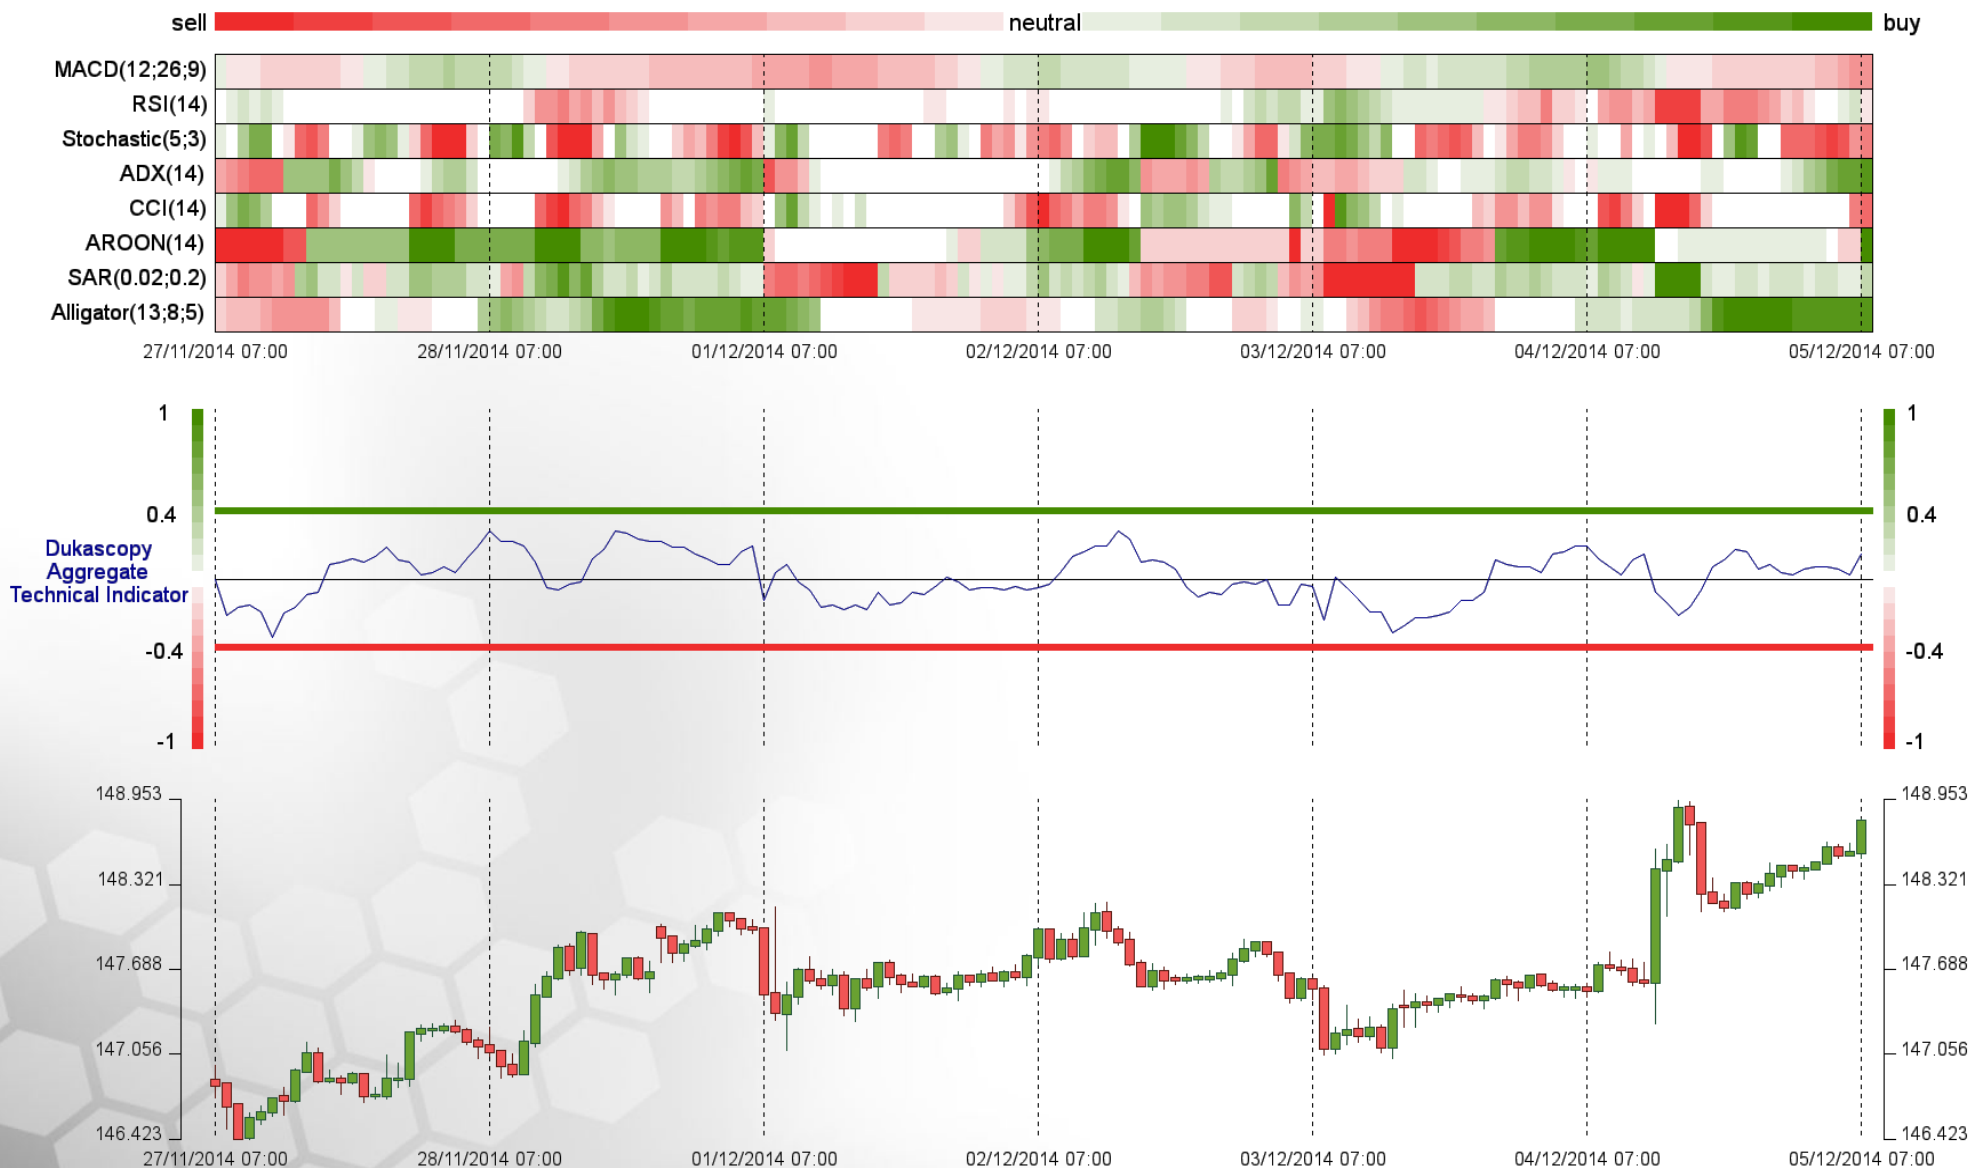 sell neutral buy
MACD(12;26;9)
RSI(14)
Stochastic(5;3)
ADX(14)
CCI(14)
AROON(14)
SAR(0.02;0.2)
Alligator(13;8;5)
27/11/2014 07:00 28/11/2014 07:00 01/12/2014 07:00 02/12/2014 07:00 03/12/2014 07:00 04/12/2014 07:00 05/12/2014 07:00
1 1
0.4 0.4
Dukascopy
Aggregate
Technical Indicator
-0.4 -0.4
-1 -1
148.953 148.953
148.321 148.321
147.688 147.688
147.056 147.056
146.423 146.423
27/11/2014 07:00 28/11/2014 07:00 01/12/2014 07:00 02/12/2014 07:00 03/12/2014 07:00 04/12/2014 07:00 05/12/2014 07:00